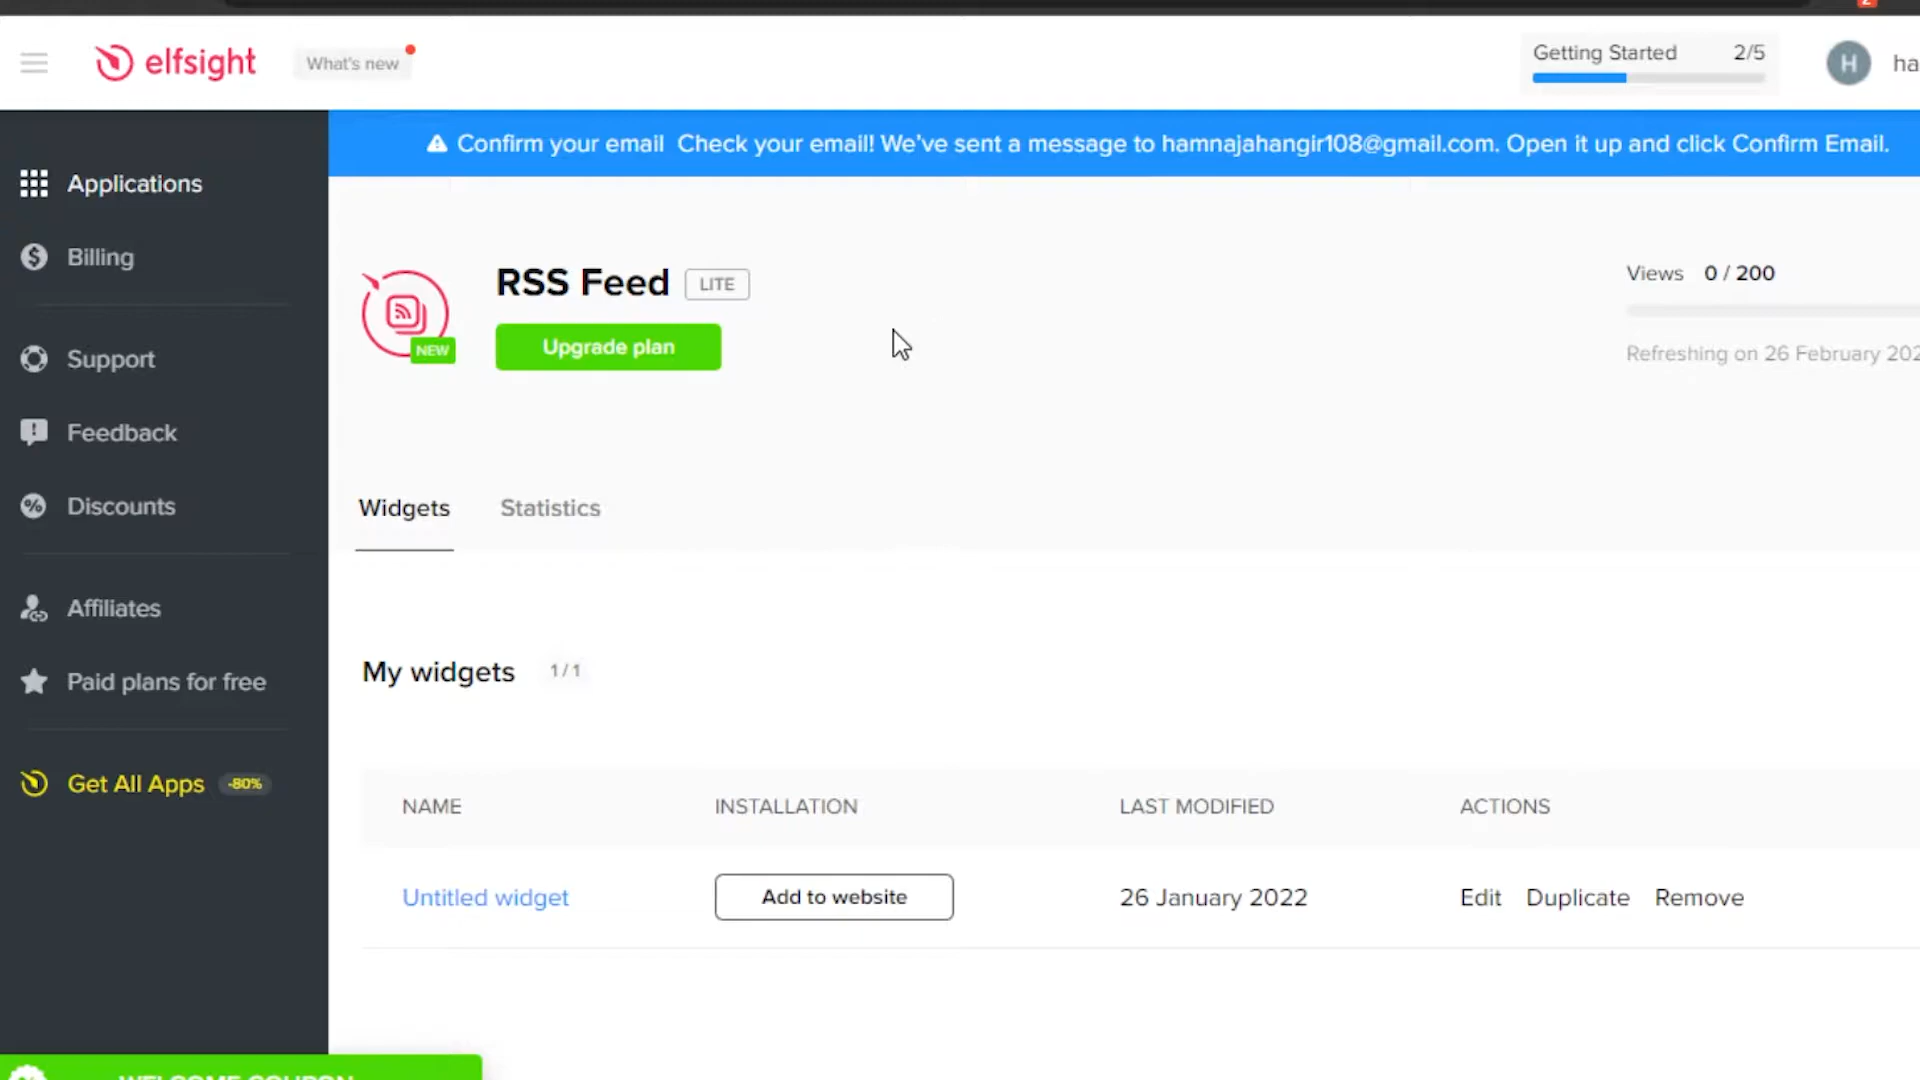 2
elfsight
What's new
Getting Started 2/5
H
ha
Confirm your email Check your email! We've sent a message to hamnajahangir108@gmail.com. Open it up and click Confirm Email.
Applications
Billing
Support
Feedback
Discounts
Affiliates
Paid plans for free
Get All Apps -80%
RSS Feed LITE
NEW
Upgrade plan
Views 0 / 200
Refreshing on 26 February 202
Widgets Statistics
My widgets 1 / 1
NAME INSTALLATION LAST MODIFIED ACTIONS
Untitled widget Add to website 26 January 2022 Edit Duplicate Remove
WELCOME COUPON